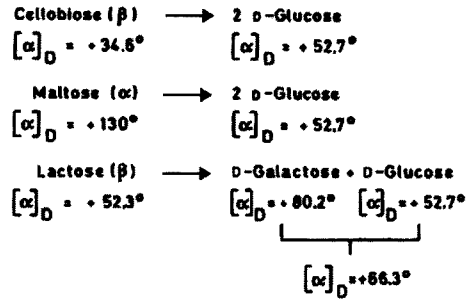 Cellobiose (β) → 2 D-Glucose
[α]D = +34.6° [α]D = +52.7°
Maltose (α) → 2 D-Glucose
[α]D = +130° [α]D = +52.7°
Lactose (β) → D-Galactose + D-Glucose
[α]D = +52.3° [α]D = +80.2° [α]D = +52.7°
[α]D = +66.3°